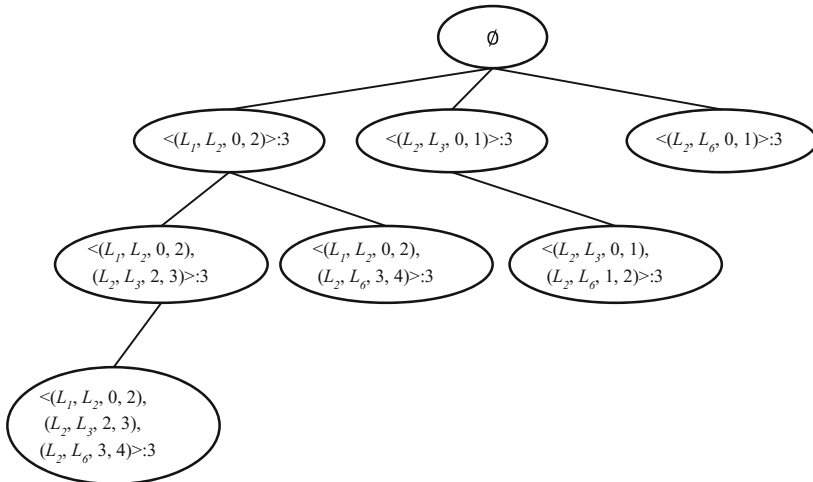 ∅
<(L₁, L₂, 0, 2)>:3
<(L₂, L₃, 0, 1)>:3
<(L₂, L₆, 0, 1)>:3
<(L₁, L₂, 0, 2),
(L₂, L₃, 2, 3)>:3
<(L₁, L₂, 0, 2),
(L₂, L₆, 3, 4)>:3
<(L₂, L₃, 0, 1),
(L₂, L₆, 1, 2)>:3
<(L₁, L₂, 0, 2),
(L₂, L₃, 2, 3),
(L₂, L₆, 3, 4)>:3